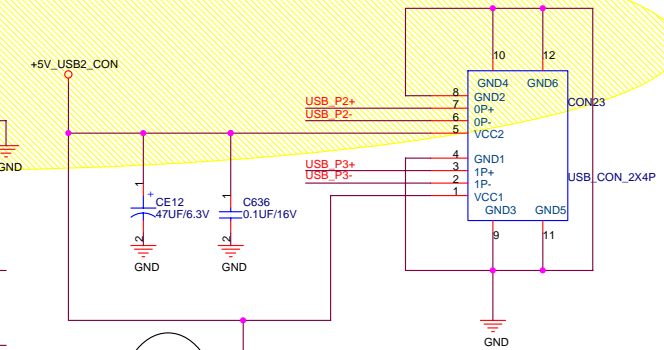 10
12
+5V_USB2_CON
GND4
GND6
8
GND2
USB_P2+
7
0P+
CON23
USB_P2-
6
0P-
5
VCC2
4
GND1
GND
USB_P3+
3
1P+
USB_P3-
2
1P-
USB_CON_2X4P
1
VCC1
1
+
CE12
47UF/6.3V
2
GND
1
C636
0.1UF/16V
2
GND
GND3
GND5
9
11
GND